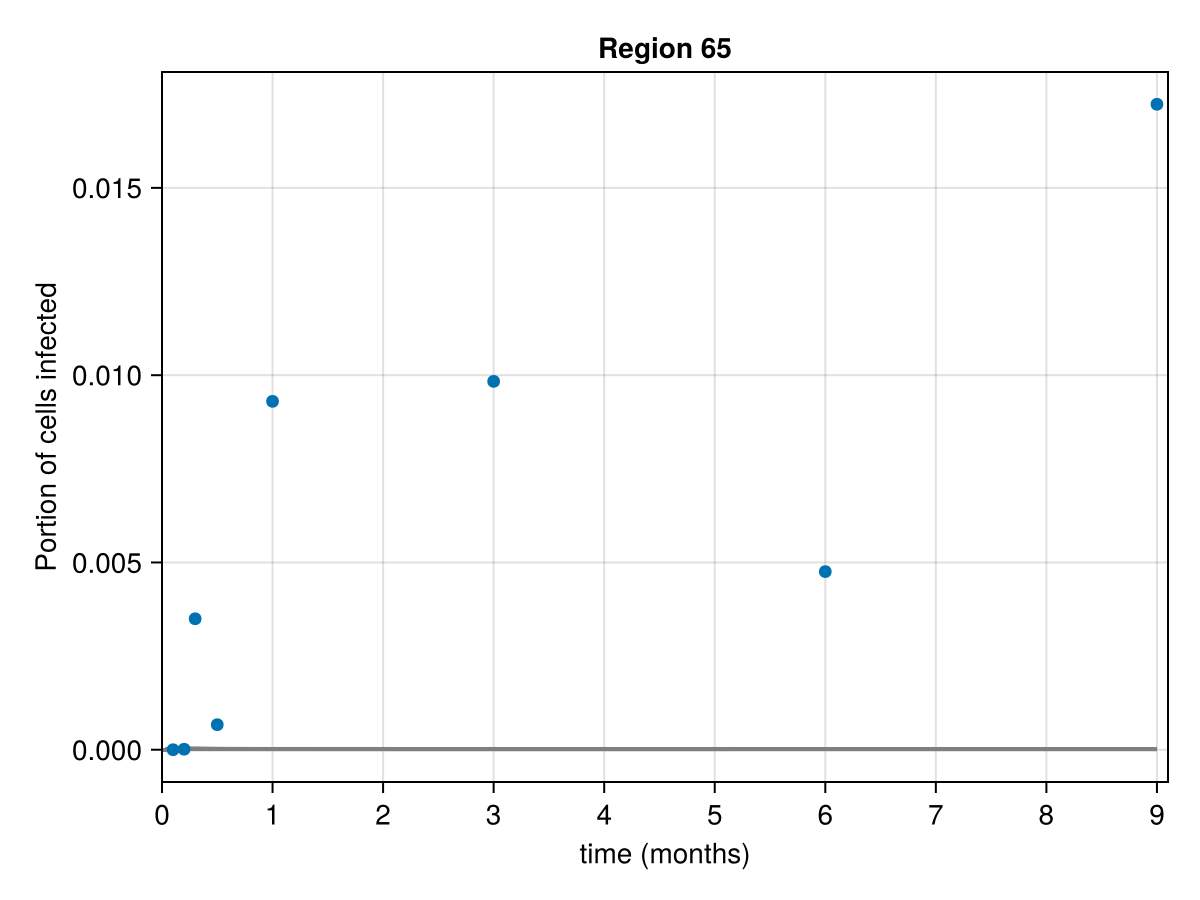 Region 65
Portion of cells infected
0.015
0.010
0.005
0.000
0 1 2 3 4 5 6 7 8 9
time (months)